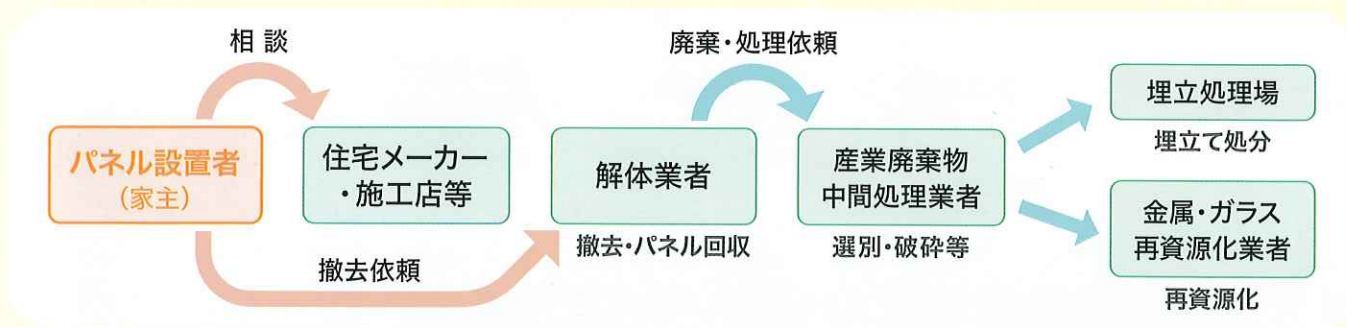 相 談
パネル設置者
(家主)
住宅メーカー
・施工店等
撤去依頼
廃棄・処理依頼
解体業者
撤去・パネル回収
産業廃棄物
中間処理業者
選別・破砕等
埋立処理場
埋立て処分
金属・ガラス
再資源化業者
再資源化